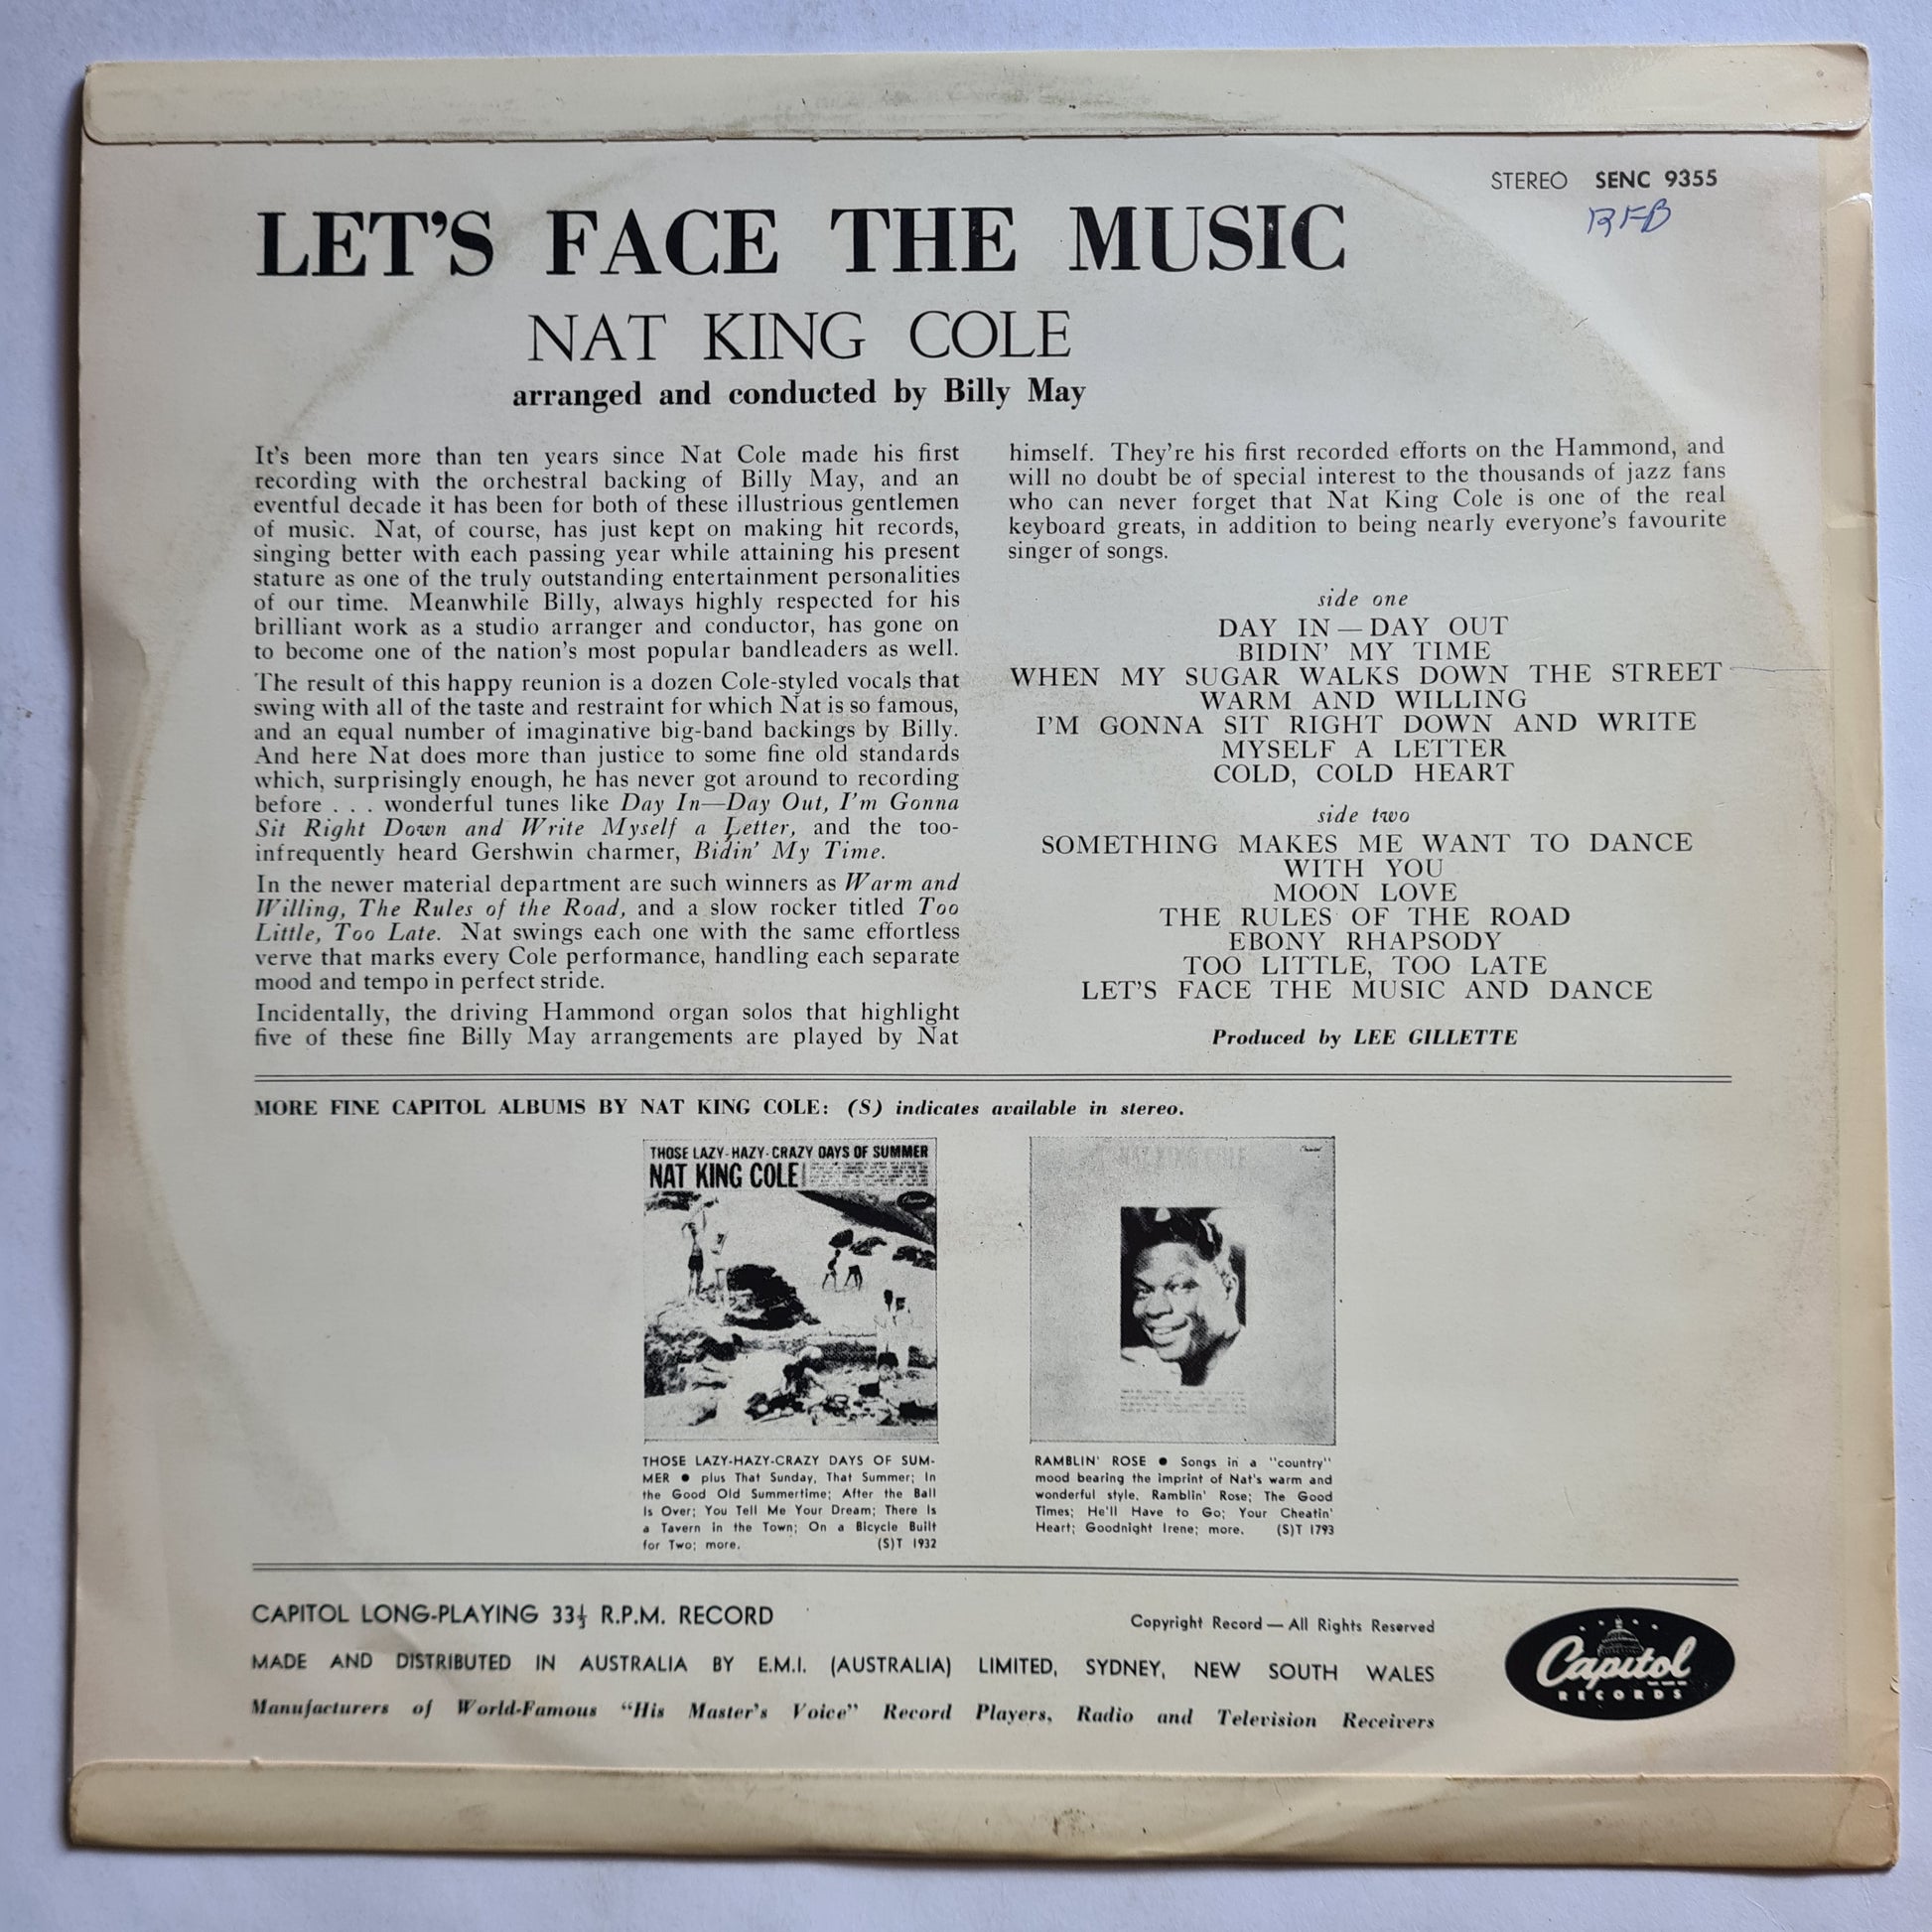 STEREO SENC 9355
RFB
LET'S FACE THE MUSIC
NAT KING COLE
arranged and conducted by Billy May
It's been more than ten years since Nat Cole made his first
recording with the orchestral backing of Billy May, and an
eventful decade it has been for both of these illustrious gentlemen
of music. Nat, of course, has just kept on making hit records,
singing better with each passing year while attaining his present
stature as one of the truly outstanding entertainment personalities
of our time. Meanwhile Billy, always highly respected for his
brilliant work as a studio arranger and conductor, has gone on
to become one of the nation's most popular bandleaders as well.
The result of this happy reunion is a dozen Cole-styled vocals that
swing with all of the taste and restraint for which Nat is so famous,
and an equal number of imaginative big-band backings by Billy.
And here Nat does more than justice to some fine old standards
which, surprisingly enough, he has never got around to recording
before . . . wonderful tunes like Day In—Day Out, I'm Gonna
Sit Right Down and Write Myself a Letter, and the too-
infrequently heard Gershwin charmer, Bidin' My Time.
In the newer material department are such winners as Warm and
Willing, The Rules of the Road, and a slow rocker titled Too
Little, Too Late. Nat swings each one with the same effortless
verve that marks every Cole performance, handling each separate
mood and tempo in perfect stride.
Incidentally, the driving Hammond organ solos that highlight
five of these fine Billy May arrangements are played by Nat
himself. They're his first recorded efforts on the Hammond, and
will no doubt be of special interest to the thousands of jazz fans
who can never forget that Nat King Cole is one of the real
keyboard greats, in addition to being nearly everyone's favourite
singer of songs.
side one
DAY IN — DAY OUT
BIDIN' MY TIME
WHEN MY SUGAR WALKS DOWN THE STREET
WARM AND WILLING
I'M GONNA SIT RIGHT DOWN AND WRITE
MYSELF A LETTER
COLD, COLD HEART
side two
SOMETHING MAKES ME WANT TO DANCE
WITH YOU
MOON LOVE
THE RULES OF THE ROAD
EBONY RHAPSODY
TOO LITTLE, TOO LATE
LET'S FACE THE MUSIC AND DANCE
Produced by LEE GILLETTE
MORE FINE CAPITOL ALBUMS BY NAT KING COLE: (S) indicates available in stereo.
THOSE LAZY-HAZY-CRAZY DAYS OF SUMMER
NAT KING COLE
Capitol
THOSE LAZY-HAZY-CRAZY DAYS OF SUM-
MER ● plus That Sunday, That Summer; In
the Good Old Summertime; After the Ball
Is Over; You Tell Me Your Dream; There Is
a Tavern in the Town; On a Bicycle Built
for Two; more. (S)T 1932
NAT KING COLE
Capitol
RAMBLIN' ROSE ● Songs in a "country"
mood bearing the imprint of Nat's warm and
wonderful style. Ramblin' Rose; The Good
Times; He'll Have to Go; Your Cheatin'
Heart; Goodnight Irene; more. (S)T 1793
CAPITOL LONG-PLAYING 33⅓ R.P.M. RECORD
Copyright Record — All Rights Reserved
MADE AND DISTRIBUTED IN AUSTRALIA BY E.M.I. (AUSTRALIA) LIMITED, SYDNEY, NEW SOUTH WALES
Manufacturers of World-Famous “His Master's Voice” Record Players, Radio and Television Receivers
Capitol
RECORDS